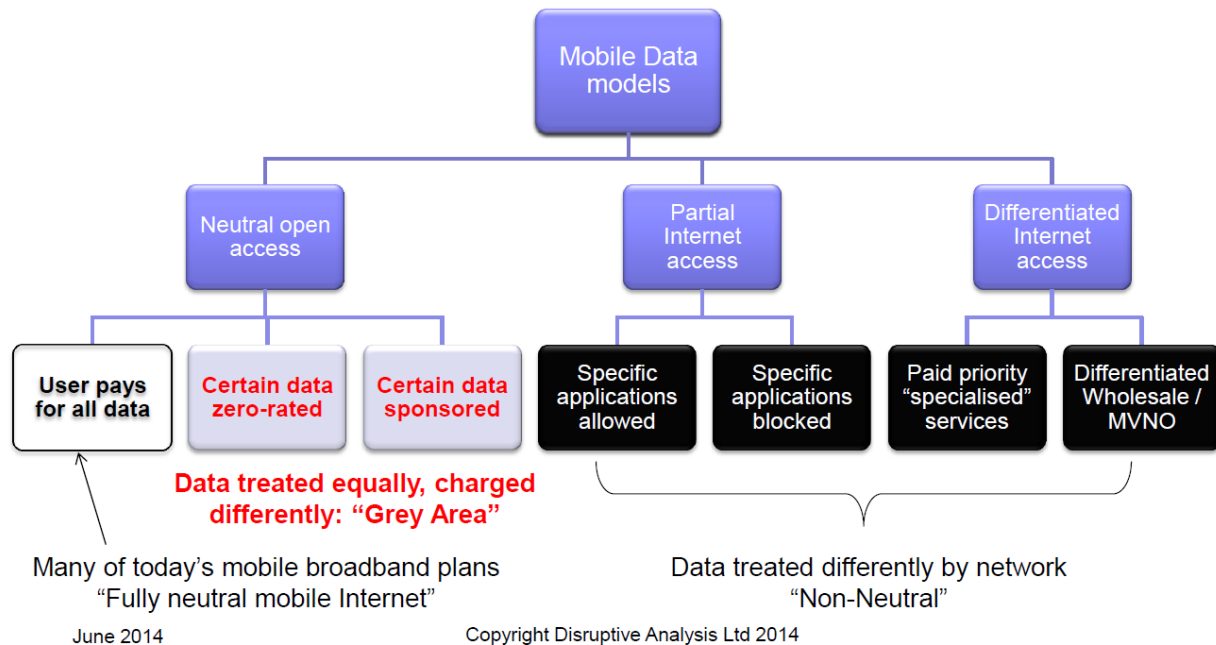 Mobile Data
models
Neutral open
access
Partial
Internet
access
Differentiated
Internet
access
User pays
for all data
Certain data
zero-rated
Certain data
sponsored
Specific
applications
allowed
Specific
applications
blocked
Paid priority
“specialised”
services
Differentiated
Wholesale /
MVNO
Data treated equally, charged
differently: “Grey Area”
Many of today’s mobile broadband plans
“Fully neutral mobile Internet”
Data treated differently by network
“Non-Neutral”
June 2014
Copyright Disruptive Analysis Ltd 2014